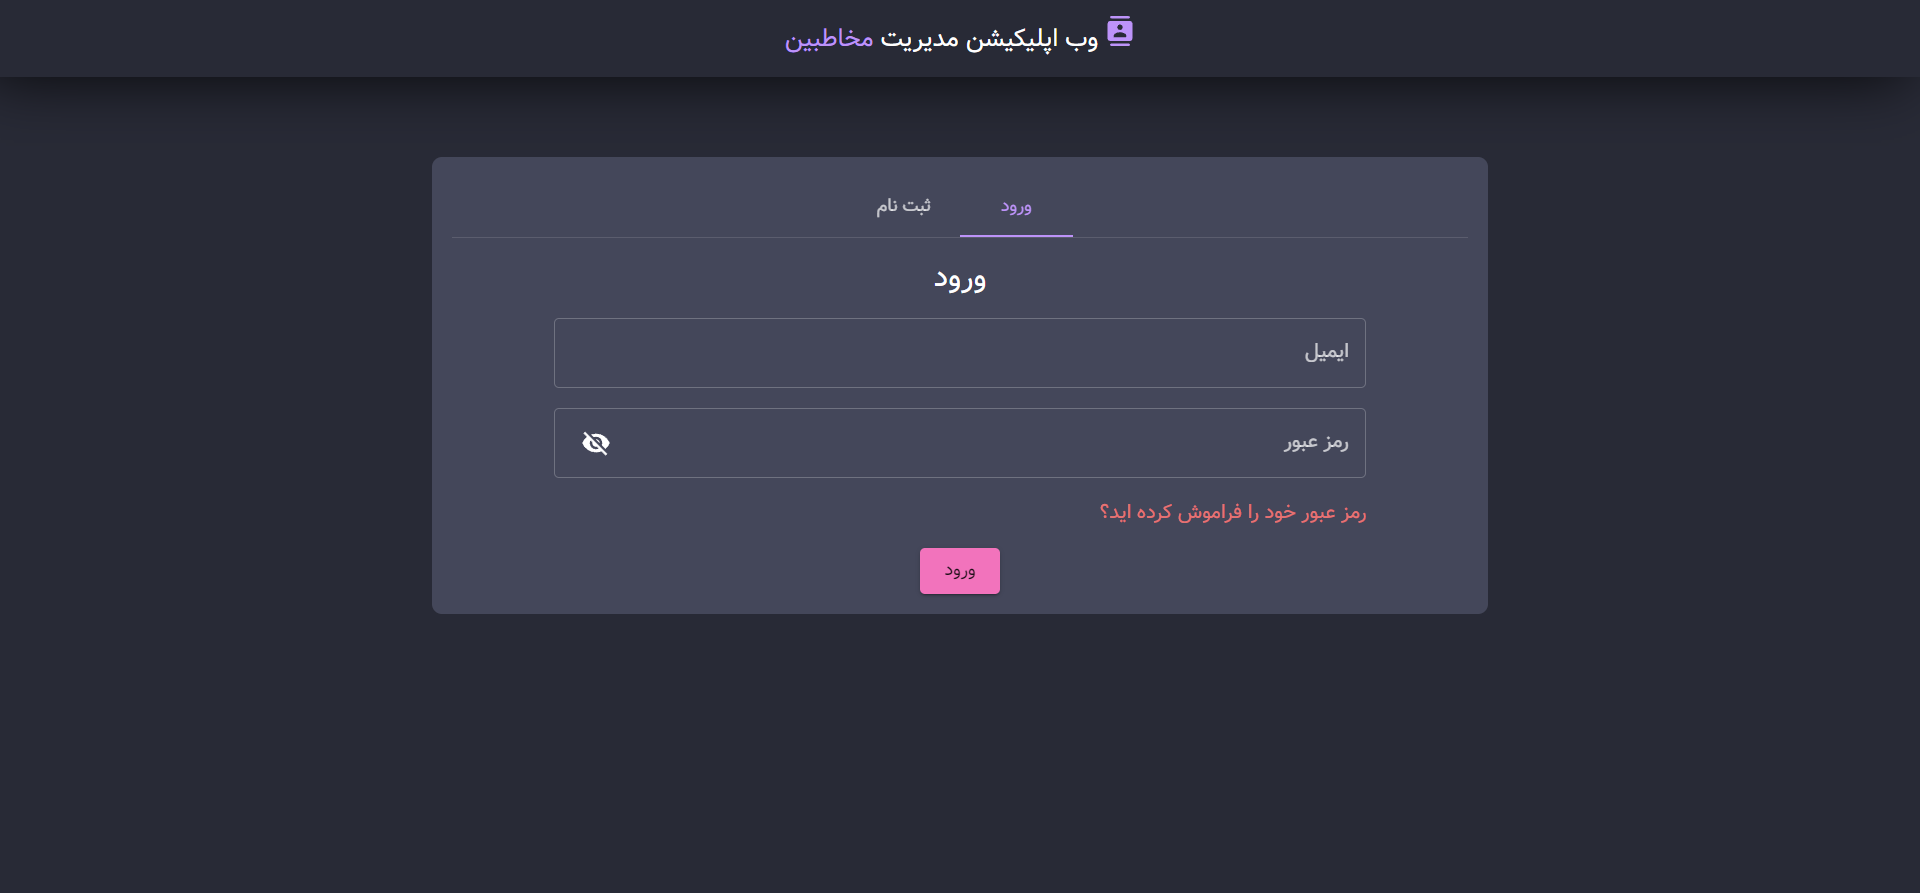 وب اپلیکیشن مدیریت مخاطبین
ورود
ثبت نام
ورود
ایمیل
رمز عبور
رمز عبور خود را فراموش کرده اید؟
ورود